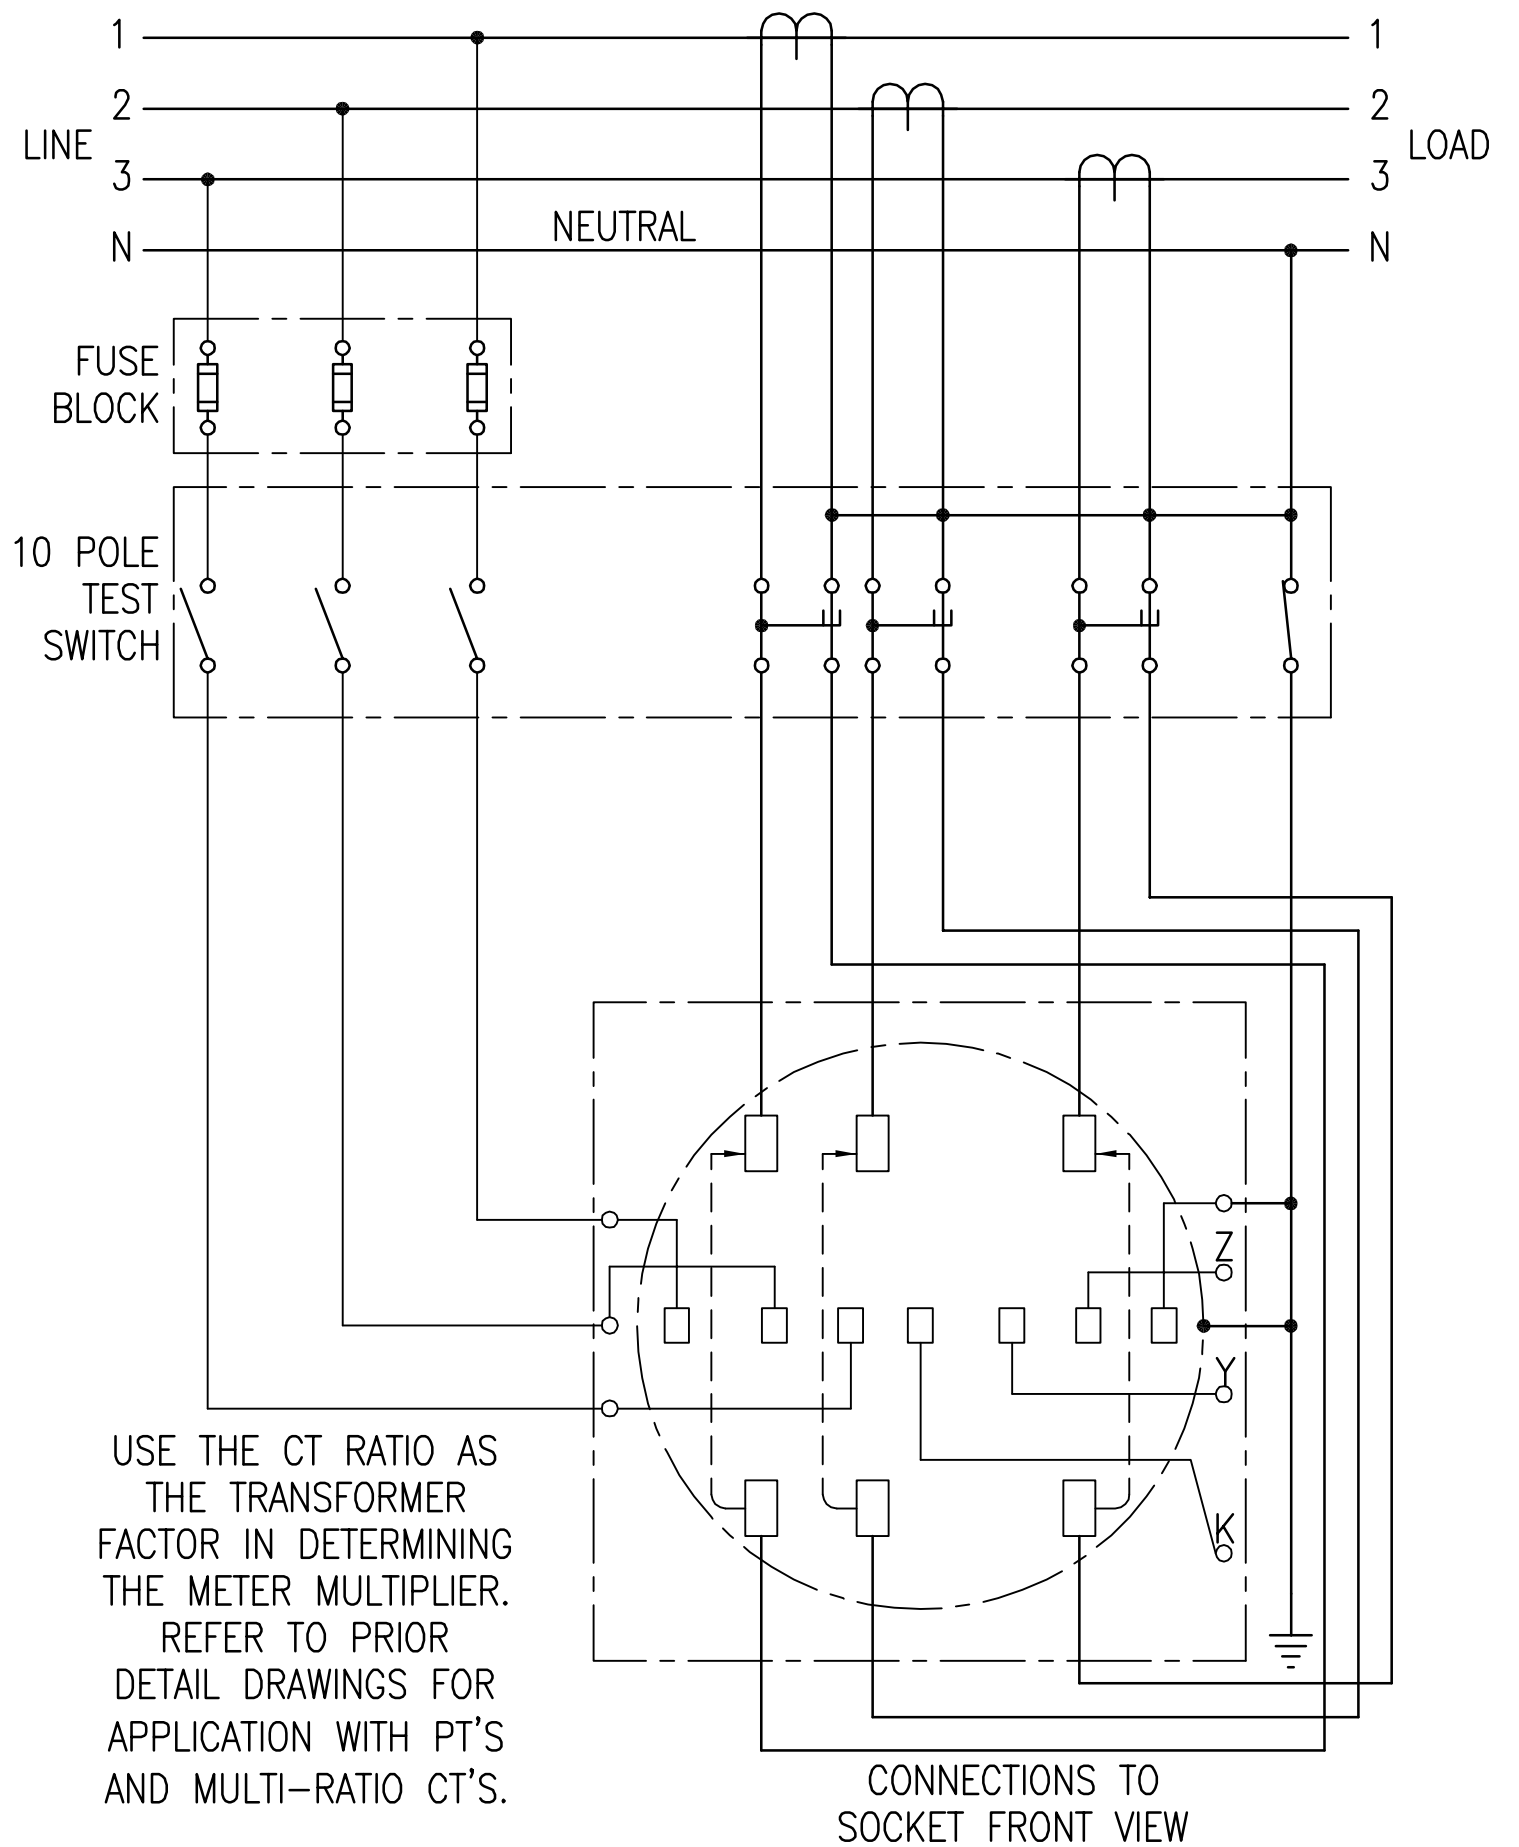 1
1
2
2
LINE
LOAD
3
3
NEUTRAL
N
N
FUSE
BLOCK
10 POLE
TEST
SWITCH
Z
Y
K
USE THE CT RATIO AS
THE TRANSFORMER
FACTOR IN DETERMINING
THE METER MULTIPLIER.
REFER TO PRIOR
DETAIL DRAWINGS FOR
APPLICATION WITH PT'S
AND MULTI-RATIO CT'S.
CONNECTIONS TO
SOCKET FRONT VIEW